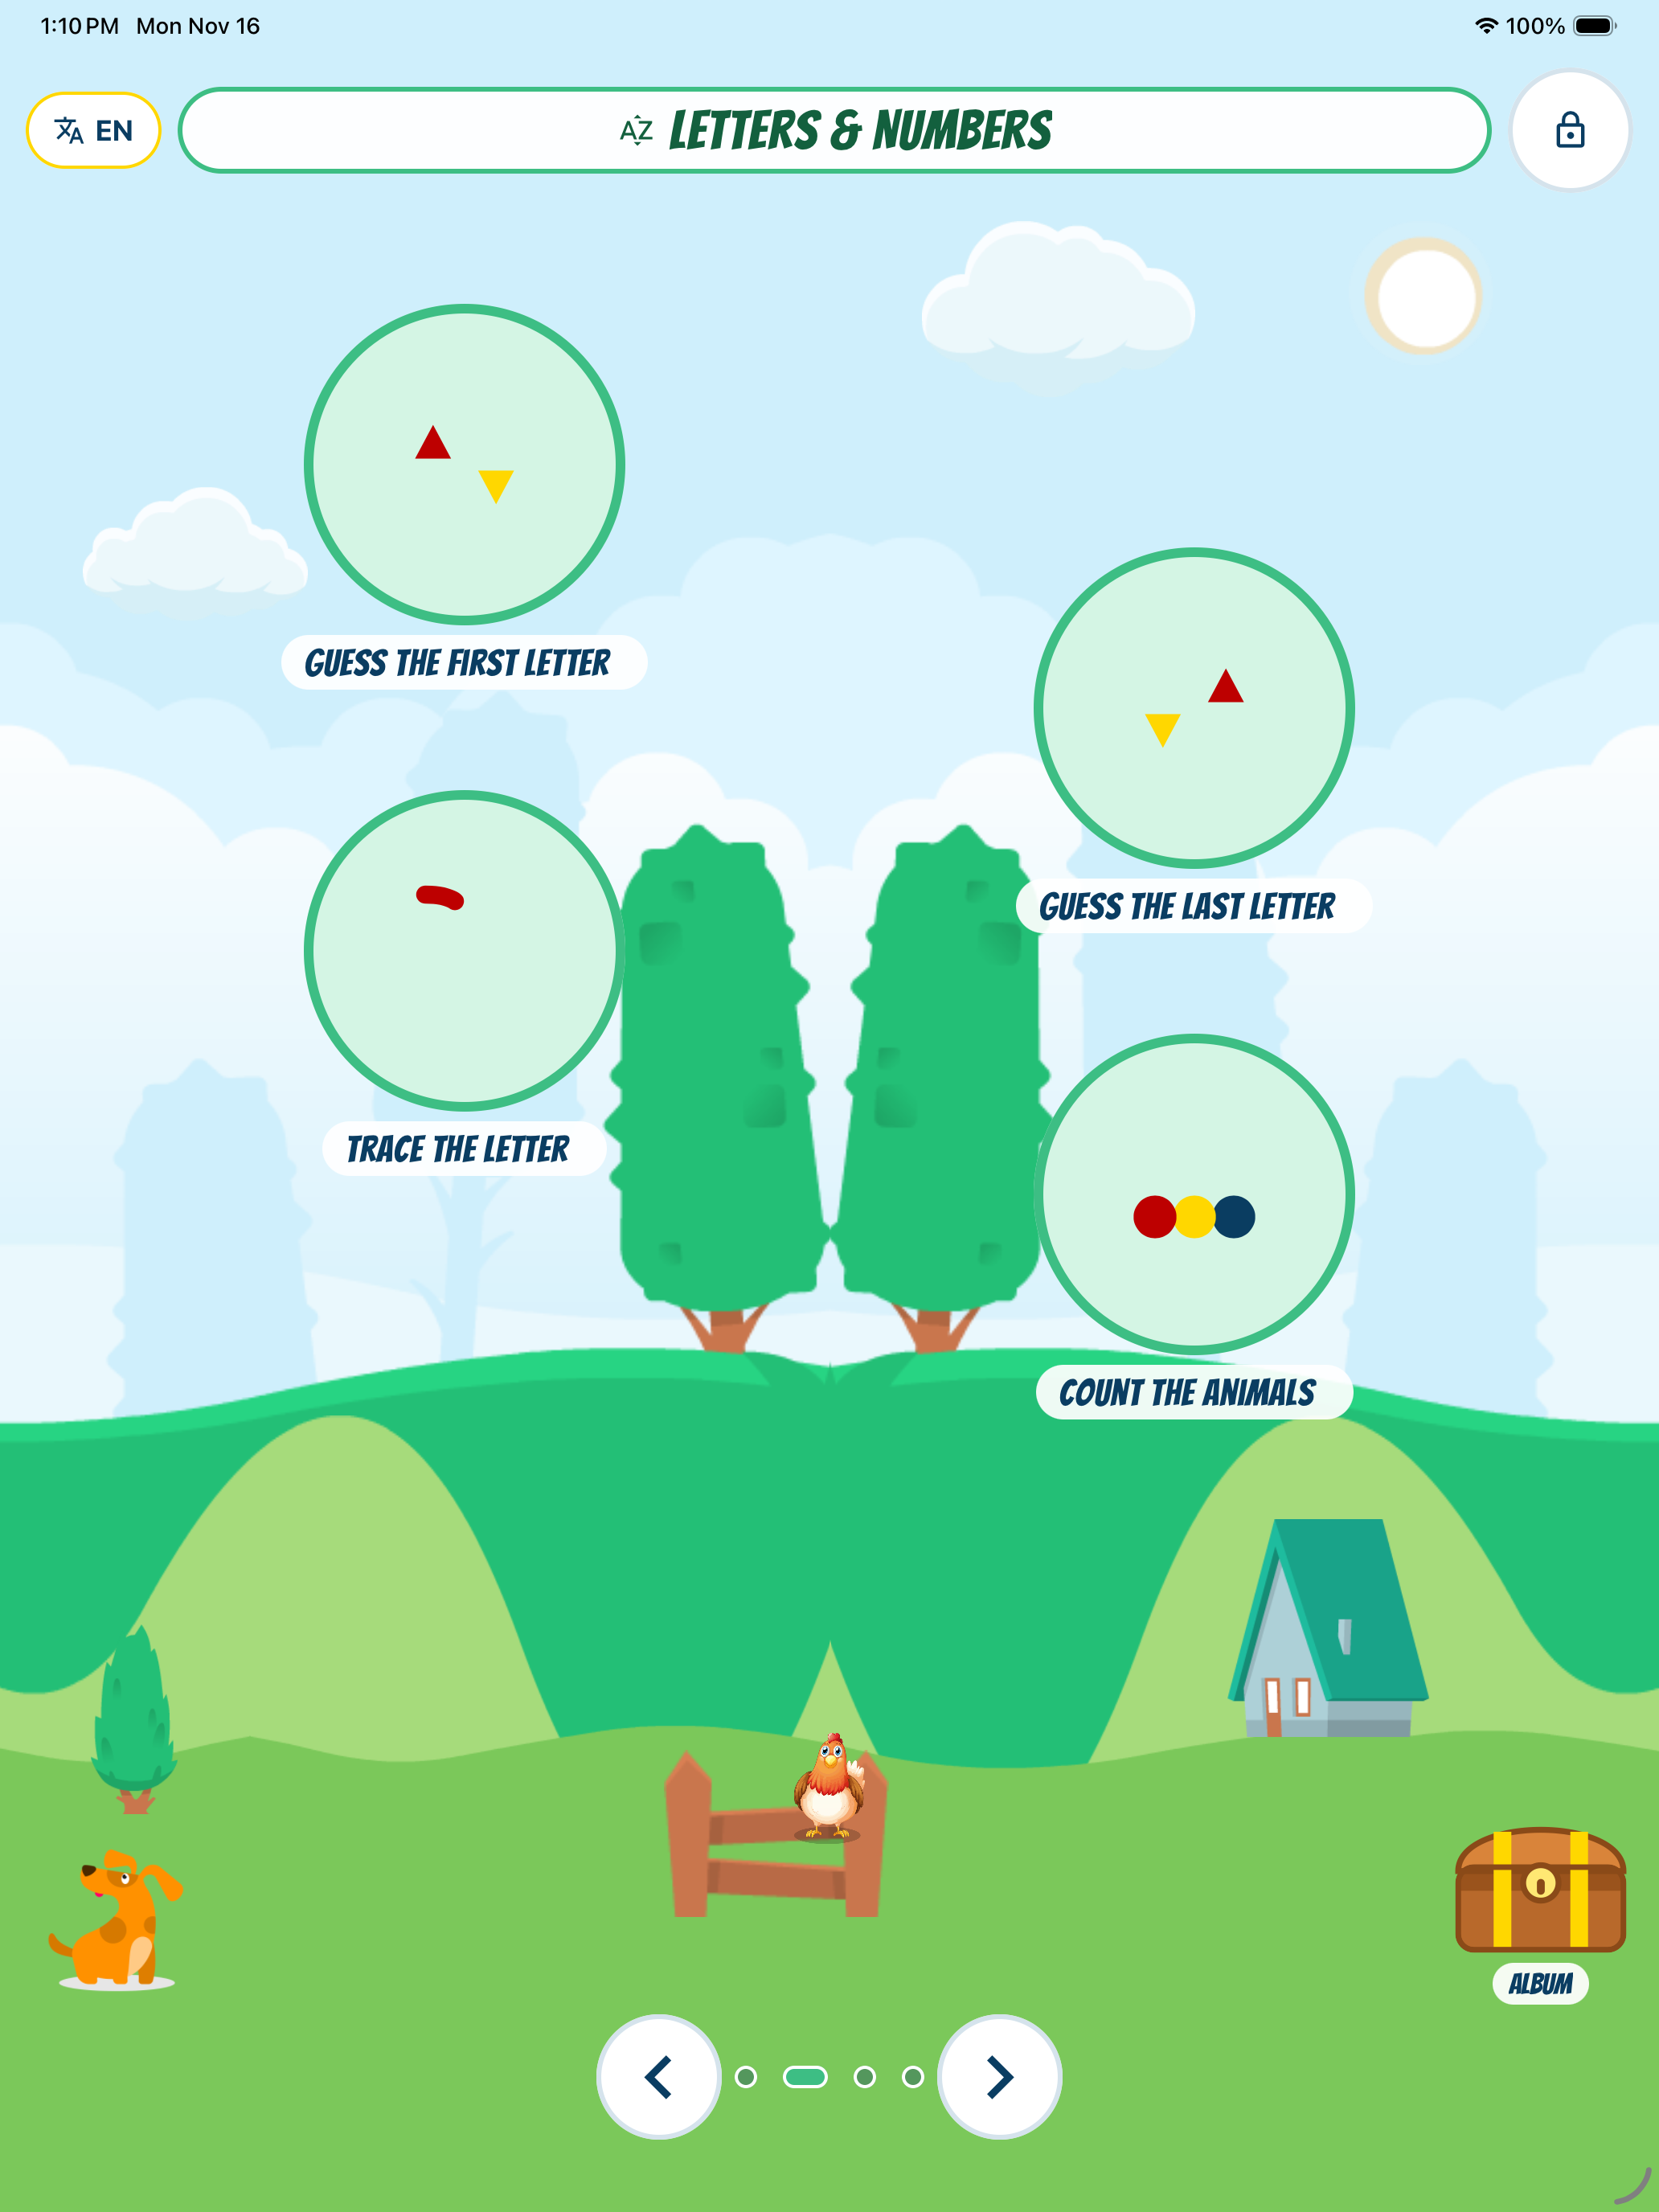 1:10 PM Mon Nov 16
100%
EN
LETTERS & NUMBERS
GUESS THE FIRST LETTER
GUESS THE LAST LETTER
TRACE THE LETTER
COUNT THE ANIMALS
ALBUM